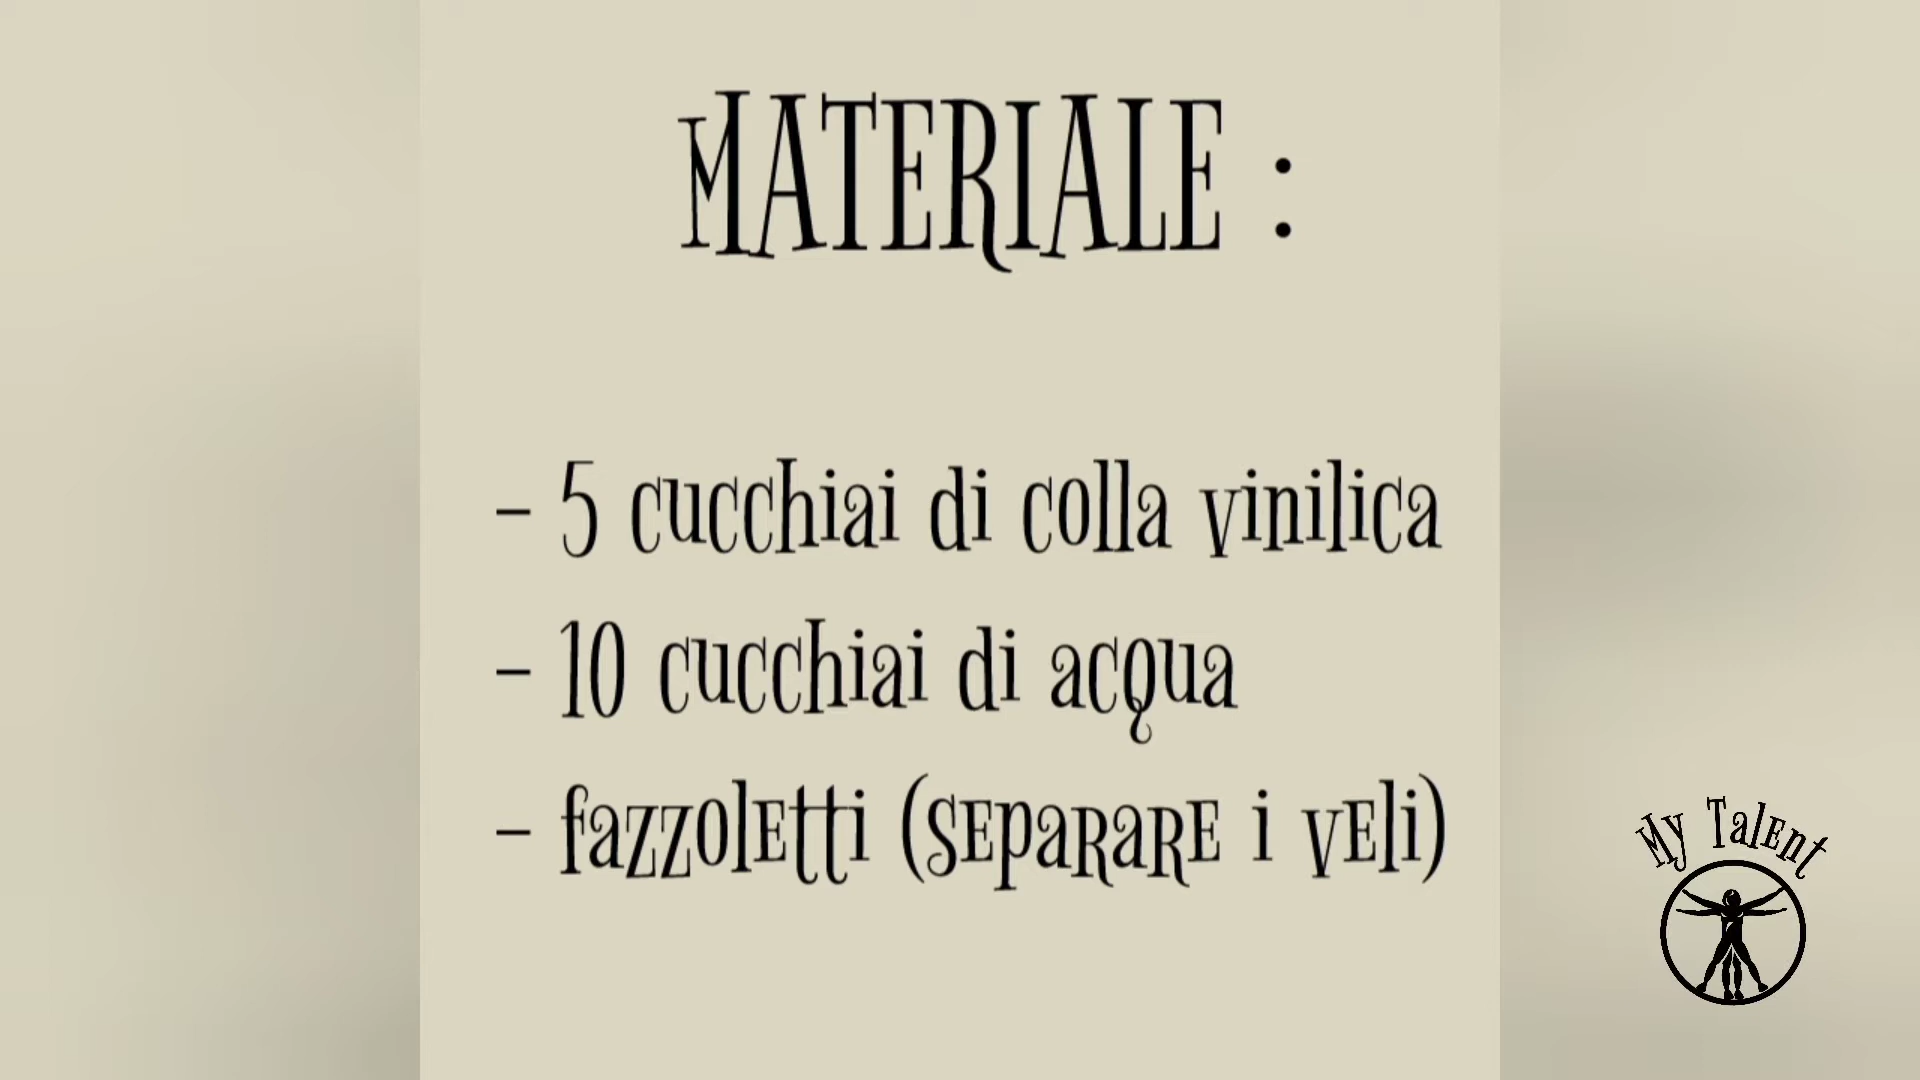 MATERIALE :
- 5 cucchiai di colla vinilica
- 10 cucchiai di acqua
- fazzoletti (separare i veli)
My Talent